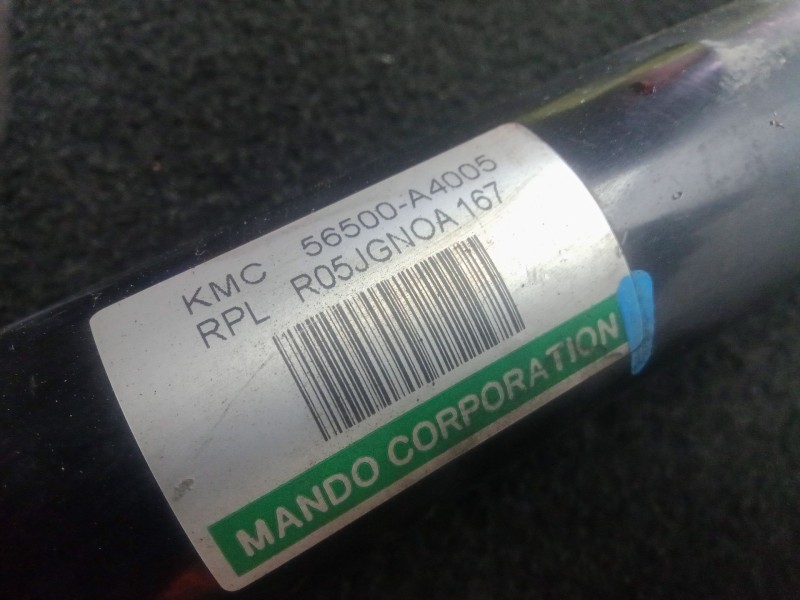 KMC 56500-A4005
RPL R05JGNOA167
MANDO CORPORATION